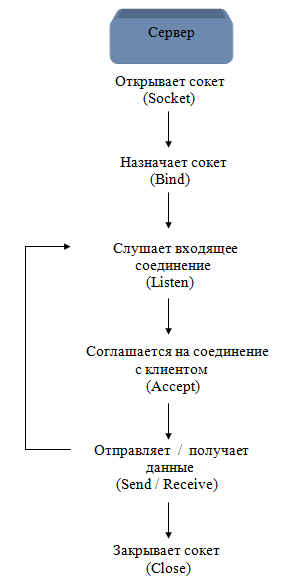 Сервер
Открывает сокет
(Socket)
Назначает сокет
(Bind)
Слушает входящее
соединение
(Listen)
Соглашается на соединение
с клиентом
(Accept)
Отправляет / получает
данные
(Send / Receive)
Закрывает сокет
(Close)